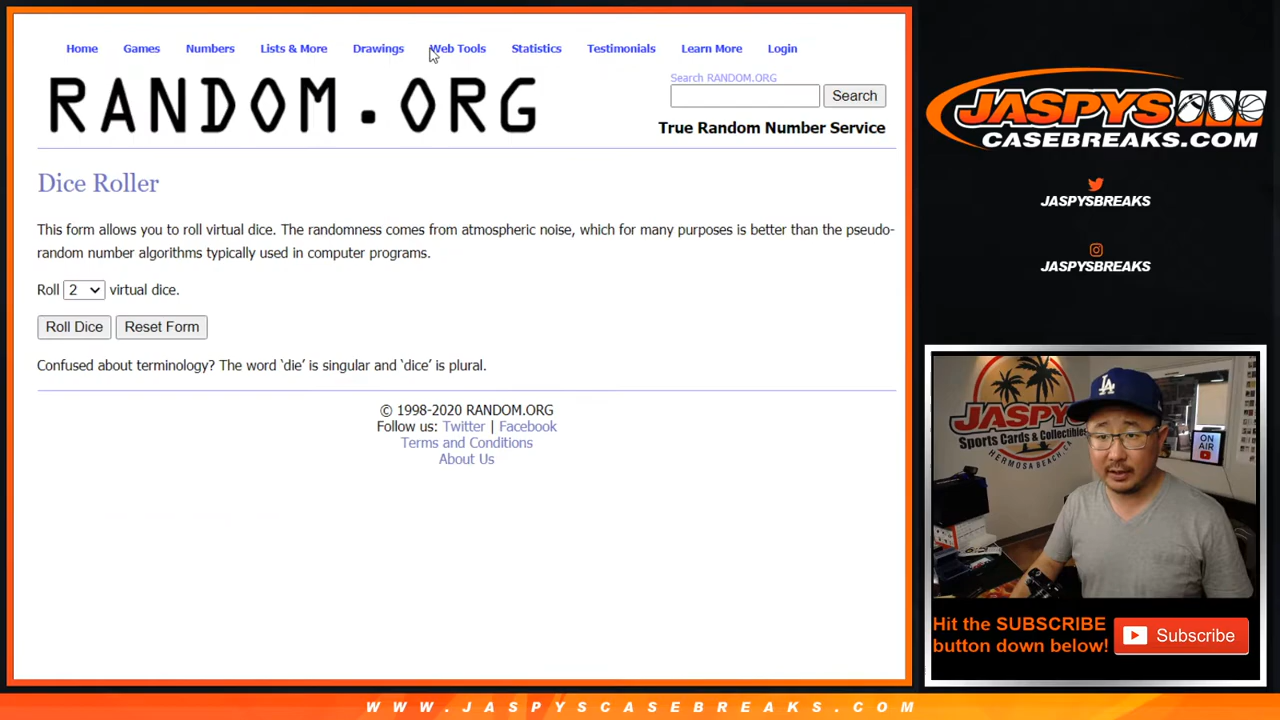 Home Games Numbers Lists & More Drawings Web Tools Statistics Testimonials Learn More Login
RANDOM.ORG
Search RANDOM.ORG
Search
True Random Number Service
Dice Roller
This form allows you to roll virtual dice. The randomness comes from atmospheric noise, which for many purposes is better than the pseudo-
random number algorithms typically used in computer programs.
Roll 2 virtual dice.
Roll Dice Reset Form
Confused about terminology? The word ‘die’ is singular and ‘dice’ is plural.
© 1998-2020 RANDOM.ORG
Follow us: Twitter | Facebook
Terms and Conditions
About Us
JASPYS
CASEBREAKS.COM
JASPYSBREAKS
JASPYSBREAKS
JASPYS
Sports Cards & Collectibles
HERMOSA BEACH, CA
LA
ON
AIR
Hit the SUBSCRIBE
button down below!
Subscribe
WWW.JASPYSCASEBREAKS.COM